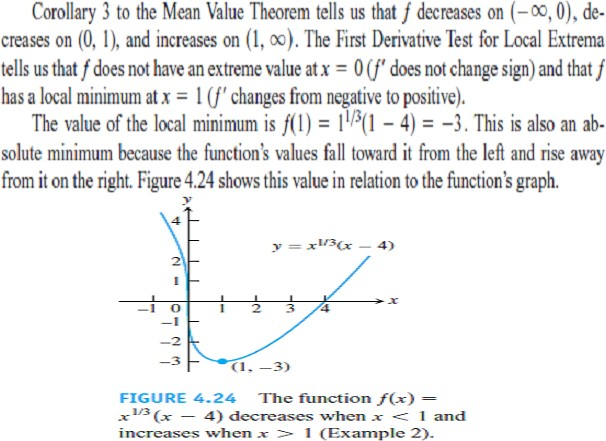 Corollary 3 to the Mean Value Theorem tells us that f decreases on (−∞, 0), de-
creases on (0, 1), and increases on (1, ∞). The First Derivative Test for Local Extrema
tells us that f does not have an extreme value at x = 0 (f′ does not change sign) and that f
has a local minimum at x = 1 (f′ changes from negative to positive).
The value of the local minimum is f(1) = 1^1/3(1 − 4) = −3. This is also an ab-
solute minimum because the function's values fall toward it from the left and rise away
from it on the right. Figure 4.24 shows this value in relation to the function's graph.
y
4
y = x^1/3(x − 4)
2
1
x
−1 0 1 2 3 4
−1
−2
−3
(1, −3)
FIGURE 4.24 The function f(x) =
x^1/3 (x − 4) decreases when x < 1 and
increases when x > 1 (Example 2).